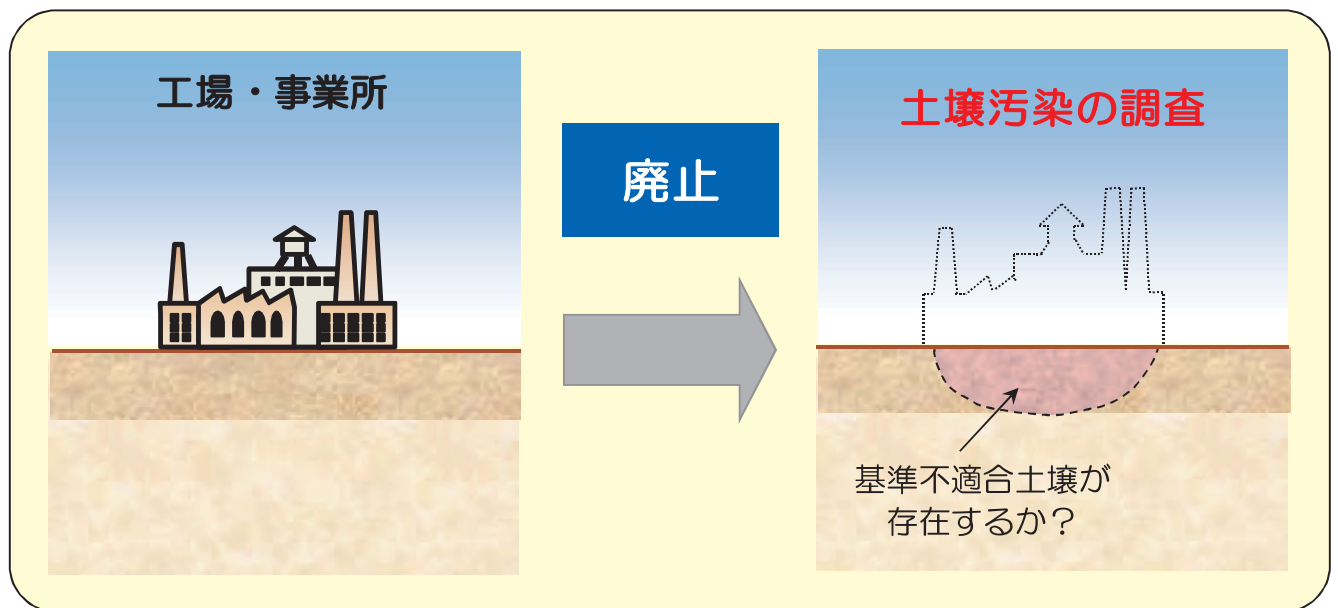 工場・事業所
廃止
土壌汚染の調査
基準不適合土壌が
存在するか？